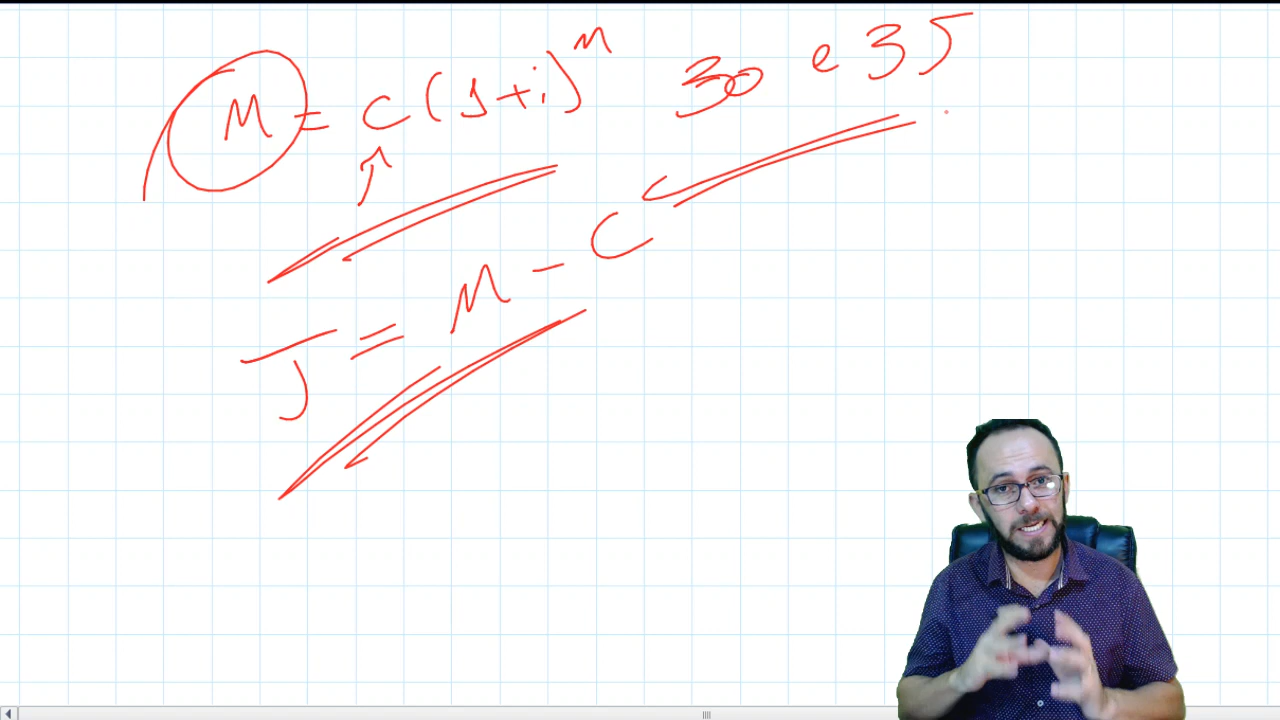 M = C(1+i)^n 30 e 35
J = M - C